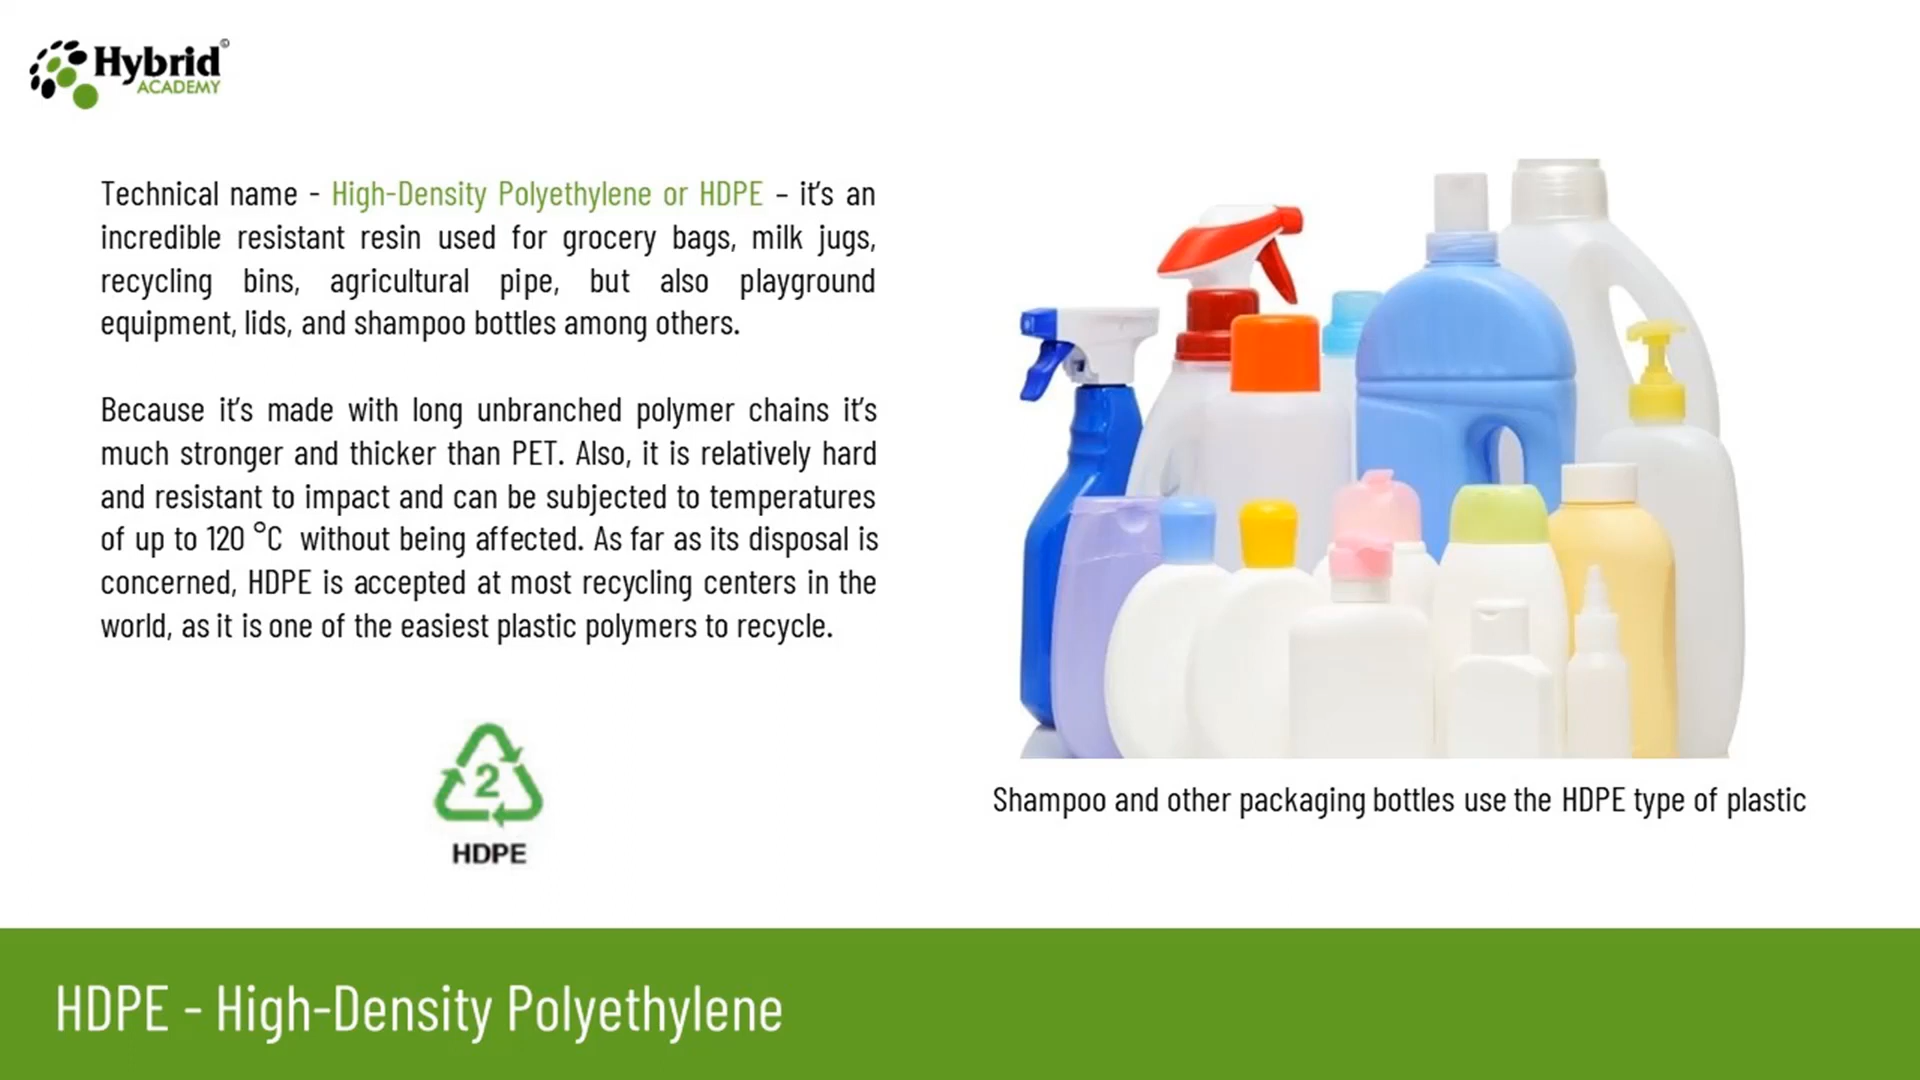 Hybrid©
ACADEMY
Technical name - High-Density Polyethylene or HDPE – it's an
incredible resistant resin used for grocery bags, milk jugs,
recycling bins, agricultural pipe, but also playground
equipment, lids, and shampoo bottles among others.
Because it's made with long unbranched polymer chains it's
much stronger and thicker than PET. Also, it is relatively hard
and resistant to impact and can be subjected to temperatures
of up to 120 °C without being affected. As far as its disposal is
concerned, HDPE is accepted at most recycling centers in the
world, as it is one of the easiest plastic polymers to recycle.
2
HDPE
Shampoo and other packaging bottles use the HDPE type of plastic
HDPE - High-Density Polyethylene